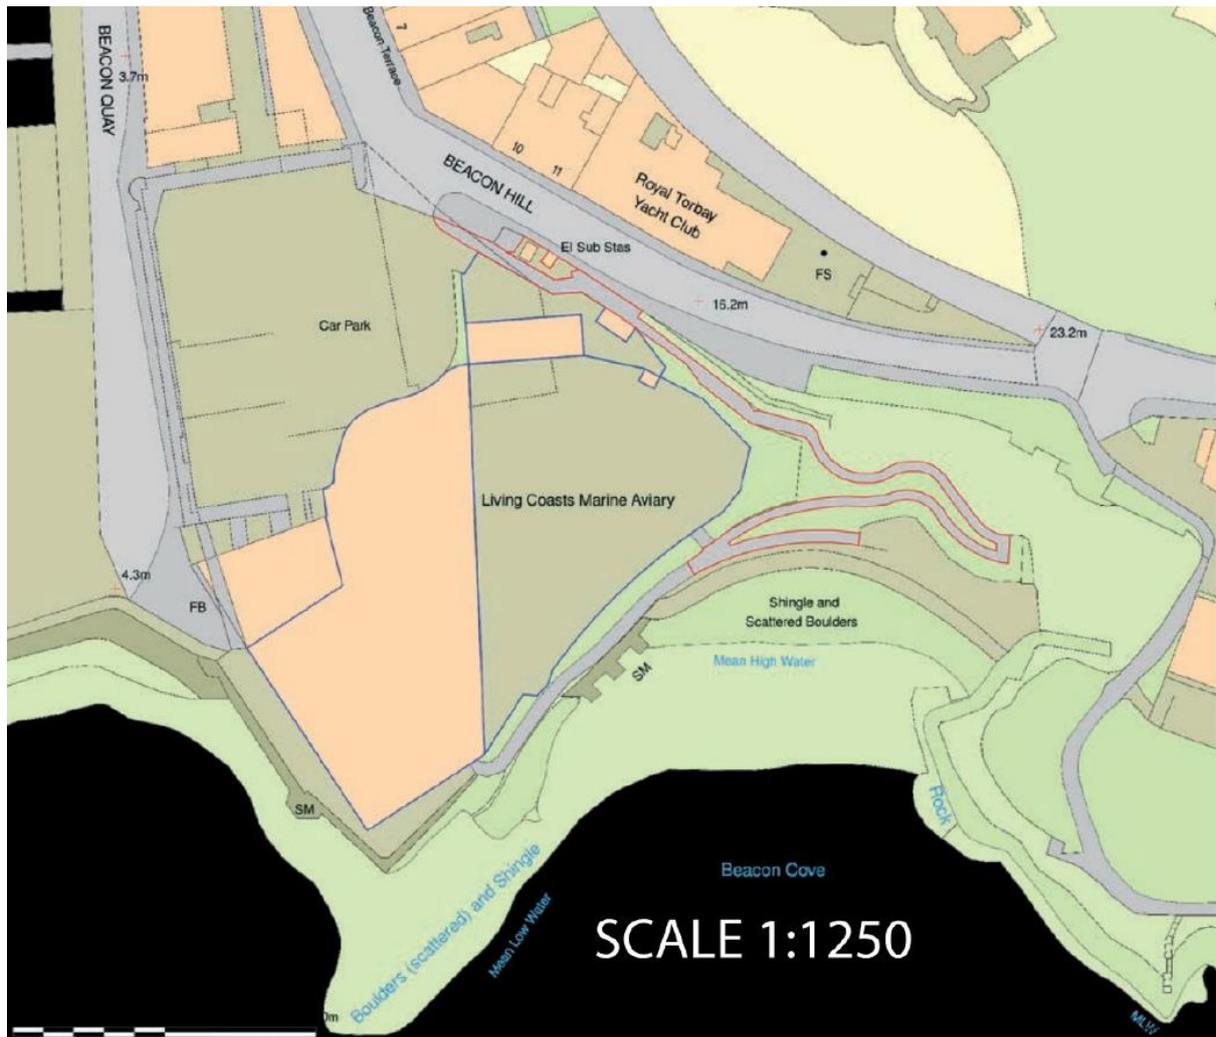 BEACON QUAY
3.7m
Beacon Terrace
7
10
11
BEACON HILL
Royal Torbay
Yacht Club
El Sub Stas
FS
16.2m
23.2m
Car Park
Living Coasts Marine Aviary
4.3m
FB
Shingle and
Scattered Boulders
SM
Mean High Water
SM
Rock
Beacon Cove
Boulders (scattered) and Shingle
Mean Low Water
SCALE 1:1250
MLW